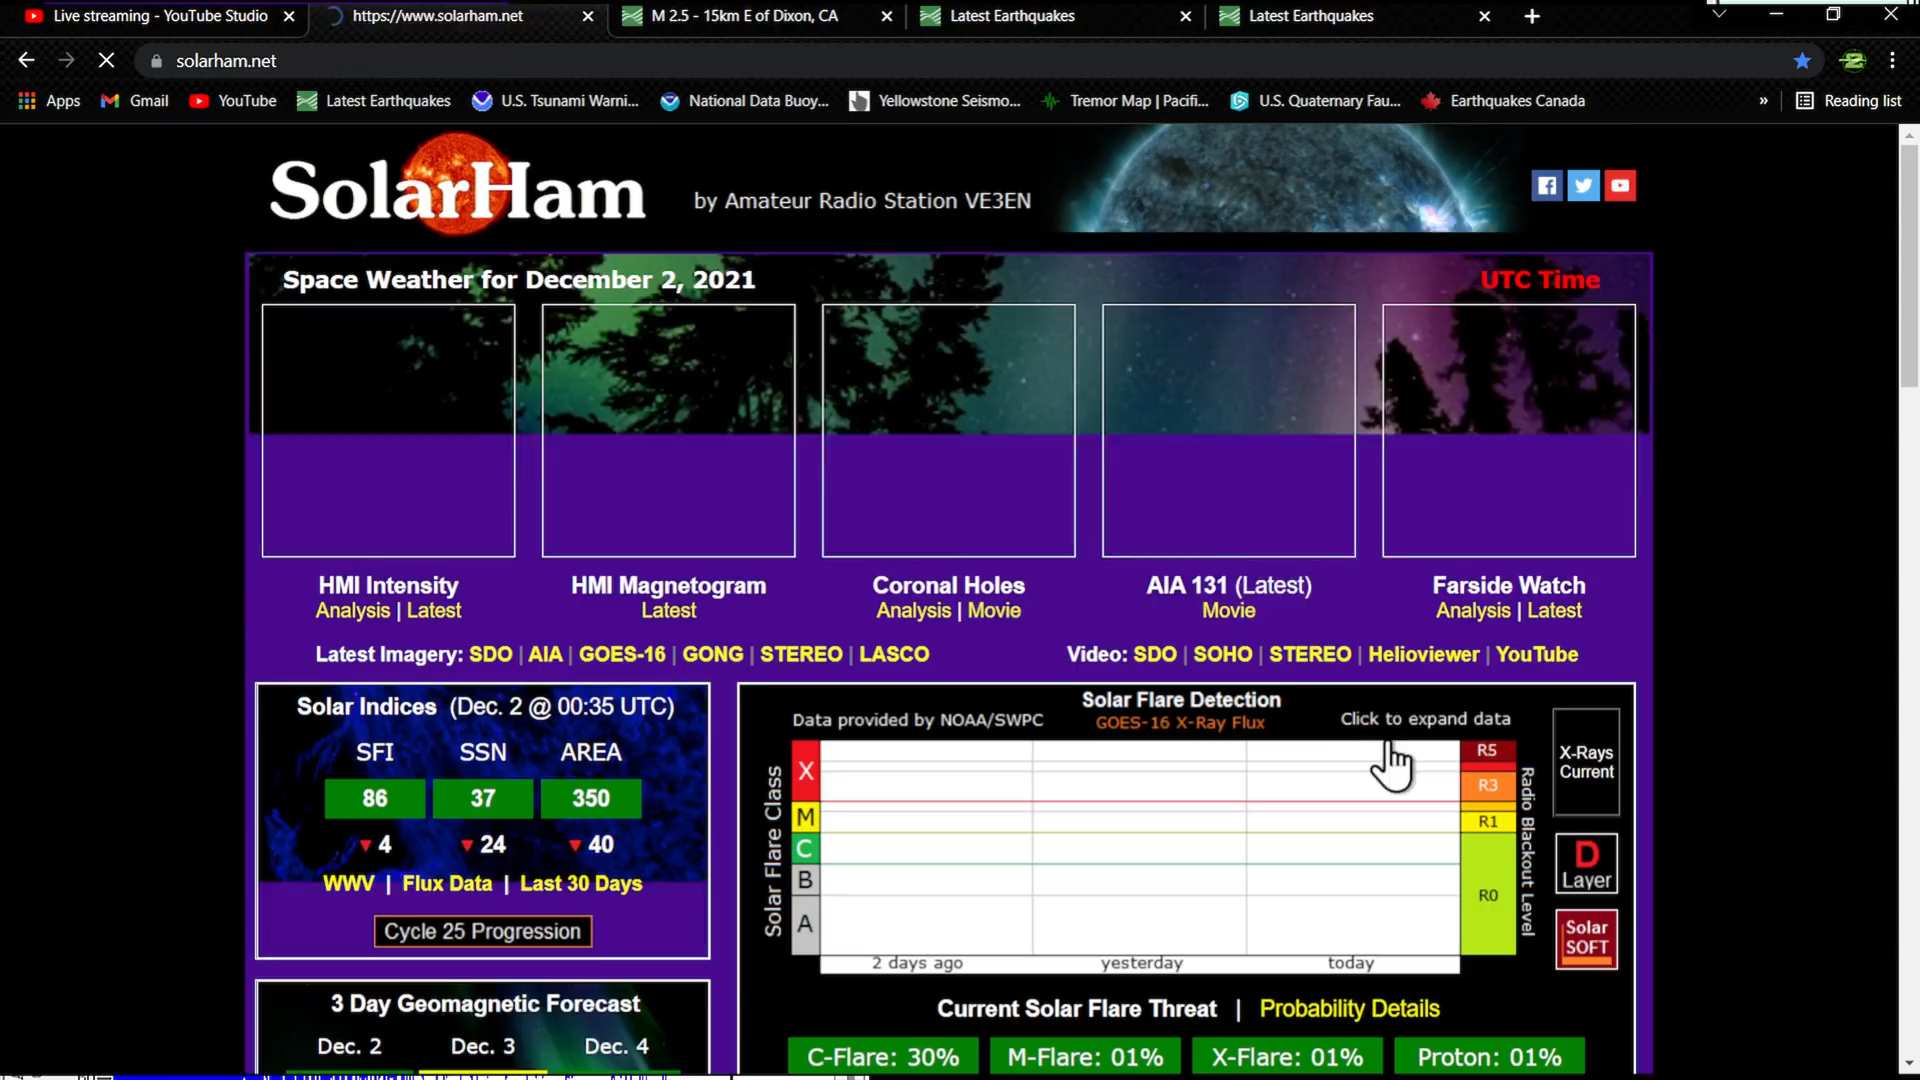 Live streaming - YouTube Studio
https://www.solarham.net
M 2.5 - 15km E of Dixon, CA
Latest Earthquakes
Latest Earthquakes
solarham.net
Apps
Gmail
YouTube
Latest Earthquakes
U.S. Tsunami Warni...
National Data Buoy...
Yellowstone Seismo...
Tremor Map | Pacifi...
U.S. Quaternary Fau...
Earthquakes Canada
»
Reading list
SolarHam
by Amateur Radio Station VE3EN
Space Weather for December 2, 2021
UTC Time
HMI Intensity
Analysis | Latest
HMI Magnetogram
Latest
Coronal Holes
Analysis | Movie
AIA 131 (Latest)
Movie
Farside Watch
Analysis | Latest
Latest Imagery: SDO | AIA | GOES-16 | GONG | STEREO | LASCO
Video: SDO | SOHO | STEREO | Helioviewer | YouTube
Solar Indices (Dec. 2 @ 00:35 UTC)
SFI SSN AREA
86 37 350
▼4 ▼24 ▼40
WWV | Flux Data | Last 30 Days
Cycle 25 Progression
3 Day Geomagnetic Forecast
Dec. 2 Dec. 3 Dec. 4
Solar Flare Detection
Data provided by NOAA/SWPC
GOES-16 X-Ray Flux
Click to expand data
Solar Flare Class
X
M
C
B
A
R5
R3
R1
R0
Radio Blackout Level
2 days ago yesterday today
X-Rays
Current
D
Layer
Solar
SOFT
Current Solar Flare Threat | Probability Details
C-Flare: 30% M-Flare: 01% X-Flare: 01% Proton: 01%